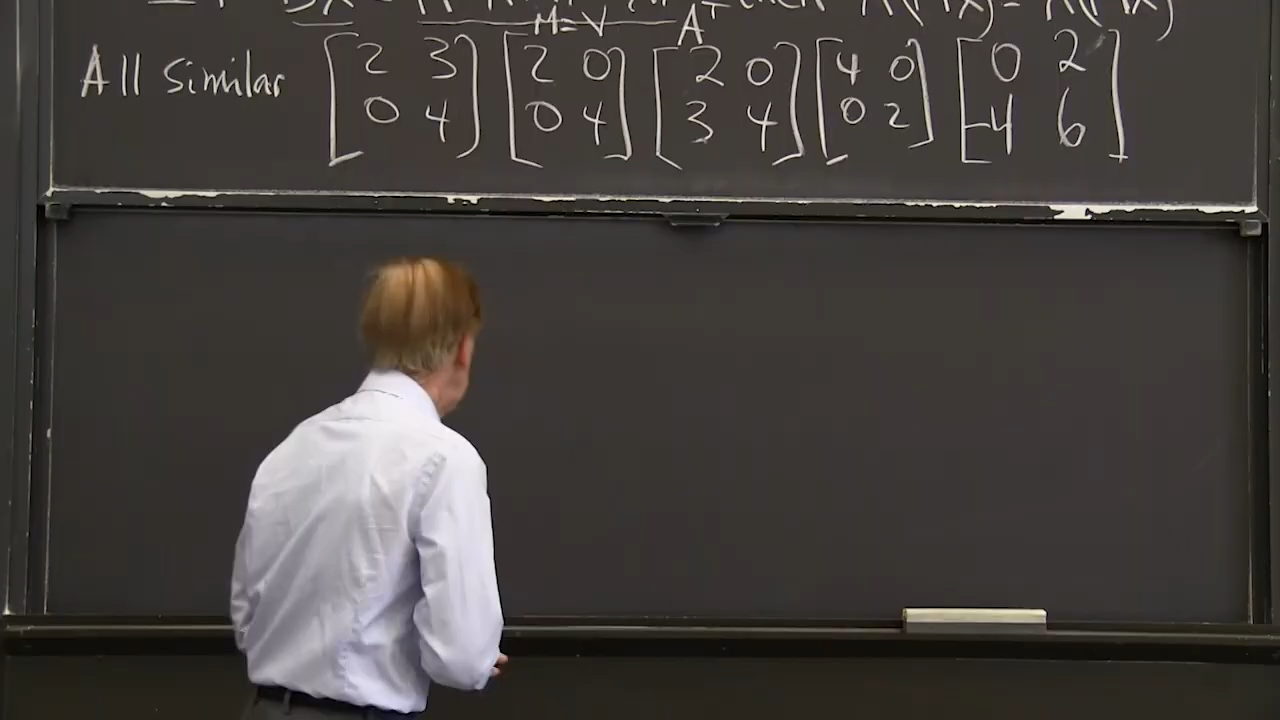 M=V Aᵀ
All similar [2 3; 0 4] [2 0; 0 4] [2 0; 3 4] [4 0; 0 2] [0 2; -4 6]